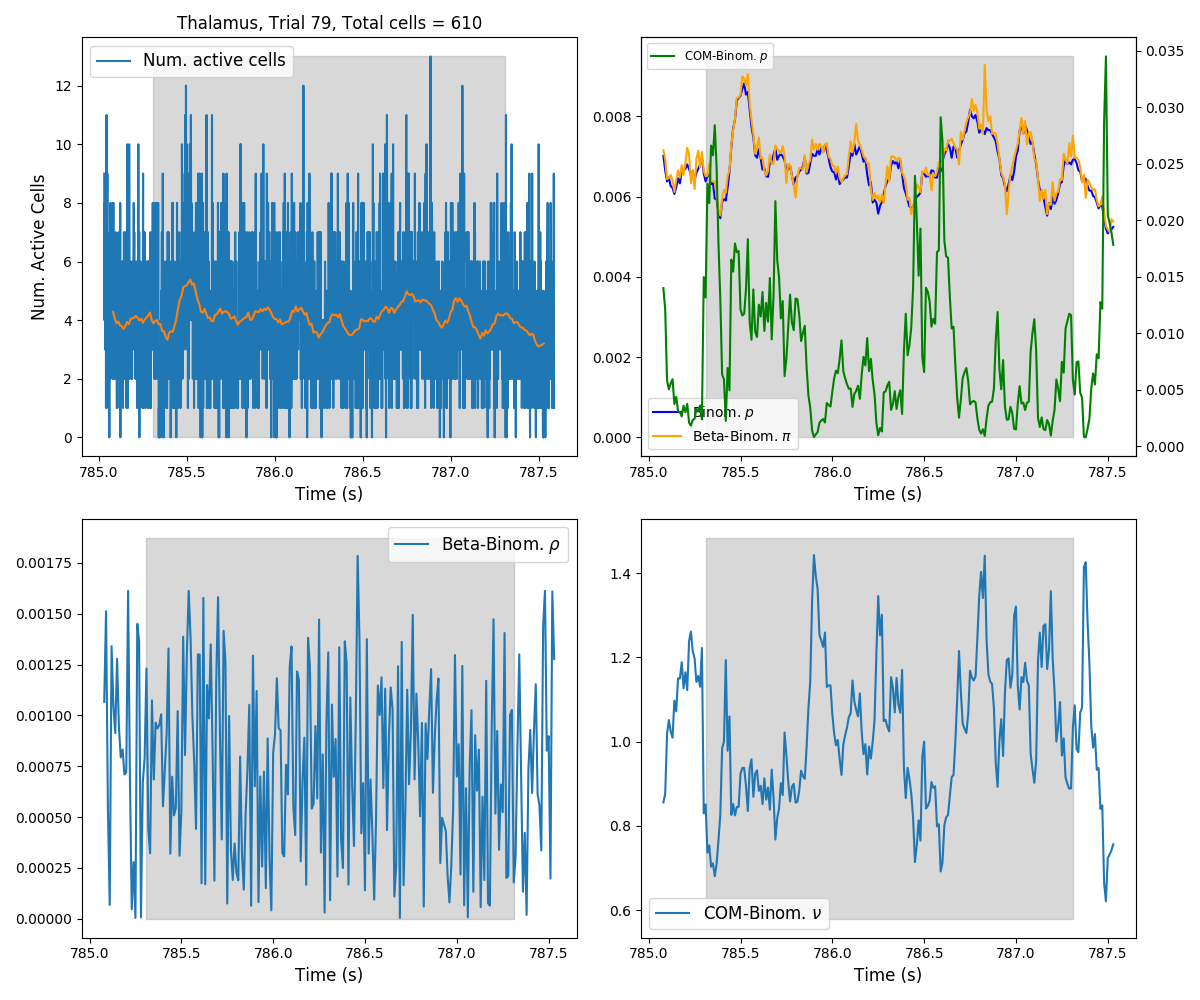 Thalamus, Trial 79, Total cells = 610
Num. active cells
Num. Active Cells
12
10
8
6
4
2
0
785.0 785.5 786.0 786.5 787.0 787.5
Time (s)
COM-Binom. p
0.008
0.006
0.004
0.002
0.000
0.035
0.030
0.025
0.020
0.015
0.010
0.005
0.000
Binom. p
Beta-Binom. π
785.0 785.5 786.0 786.5 787.0 787.5
Time (s)
Beta-Binom. ρ
0.00175
0.00150
0.00125
0.00100
0.00075
0.00050
0.00025
0.00000
785.0 785.5 786.0 786.5 787.0 787.5
Time (s)
1.4
1.2
1.0
0.8
0.6
COM-Binom. ν
785.0 785.5 786.0 786.5 787.0 787.5
Time (s)